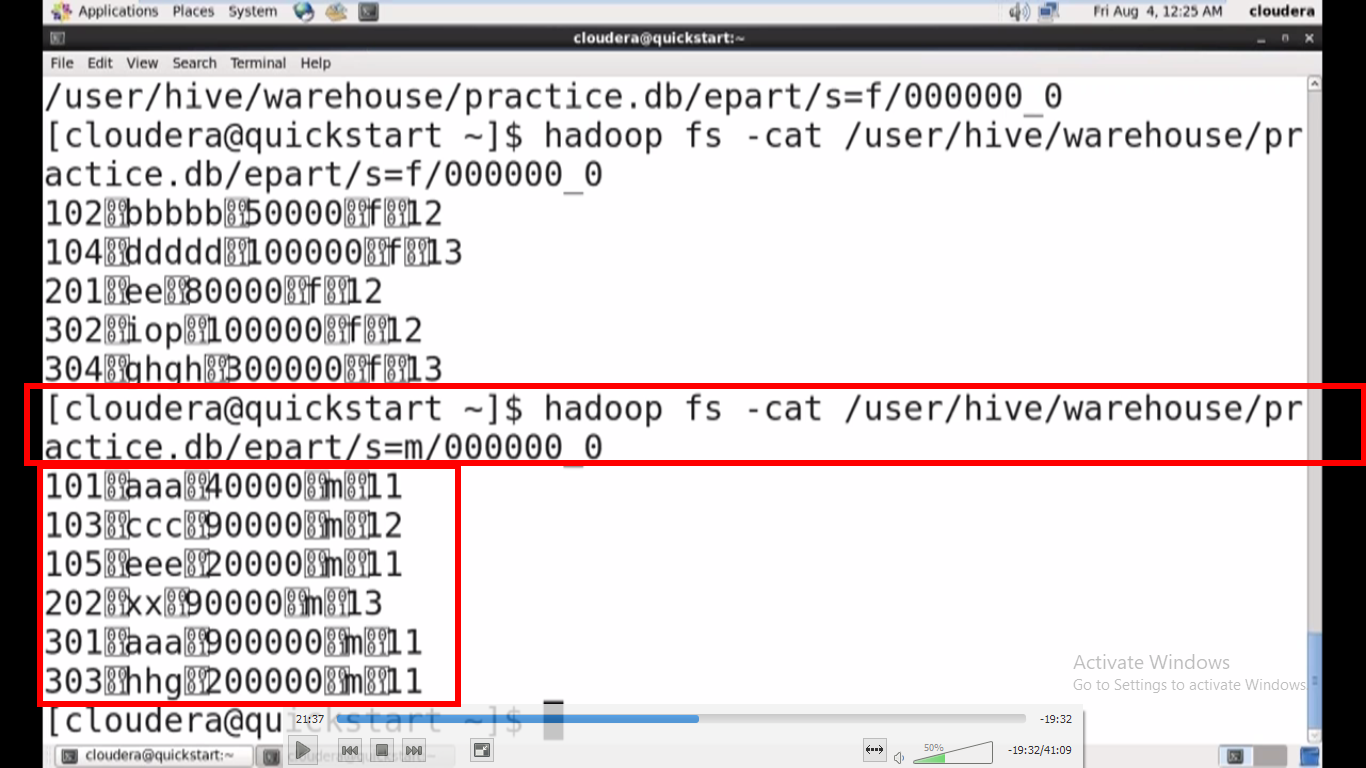 Applications Places System Fri Aug 4, 12:25 AM cloudera
cloudera@quickstart:~
File Edit View Search Terminal Help
/user/hive/warehouse/practice.db/epart/s=f/000000_0
[cloudera@quickstart ~]$ hadoop fs -cat /user/hive/warehouse/pr
actice.db/epart/s=f/000000_0
102bbbbb50000f12
104ddddd100000f13
201ee80000f12
302iop100000f12
304ghgh300000f13
[cloudera@quickstart ~]$ hadoop fs -cat /user/hive/warehouse/pr
actice.db/epart/s=m/000000_0
101aaa40000m11
103ccc90000m12
105eee20000m11
202xx90000m13
301aaa900000m11
303hhg200000m11
Activate Windows
Go to Settings to activate Windows.
[cloudera@quickstart ~]$
21:37 -19:32
50% -19:32/41:09
cloudera@quickstart:~